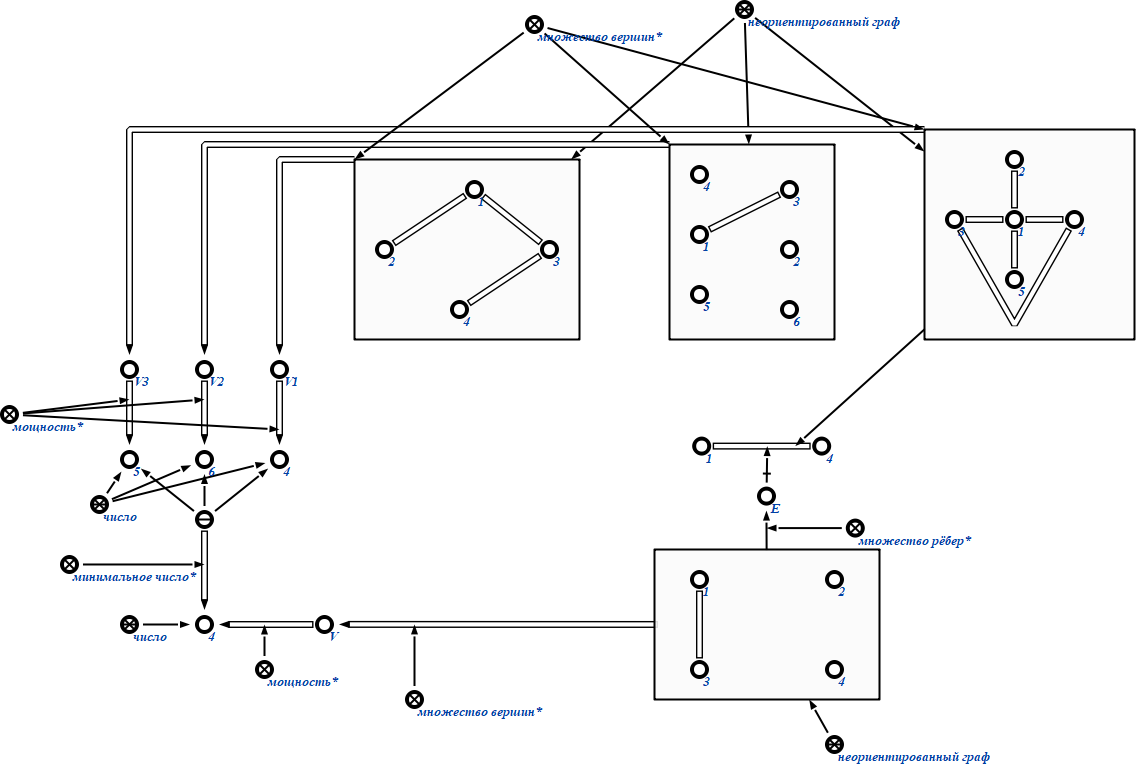 неориентированный граф
множество вершин*
2
4
1
3
3
1
4
1
2
3
2
5
5
4
6
V3
V2
V1
мощность*
1
4
5
6
4
E
число
множество рёбер*
минимальное число*
1
2
число
4
V
мощность*
3
4
множество вершин*
неориентированный граф